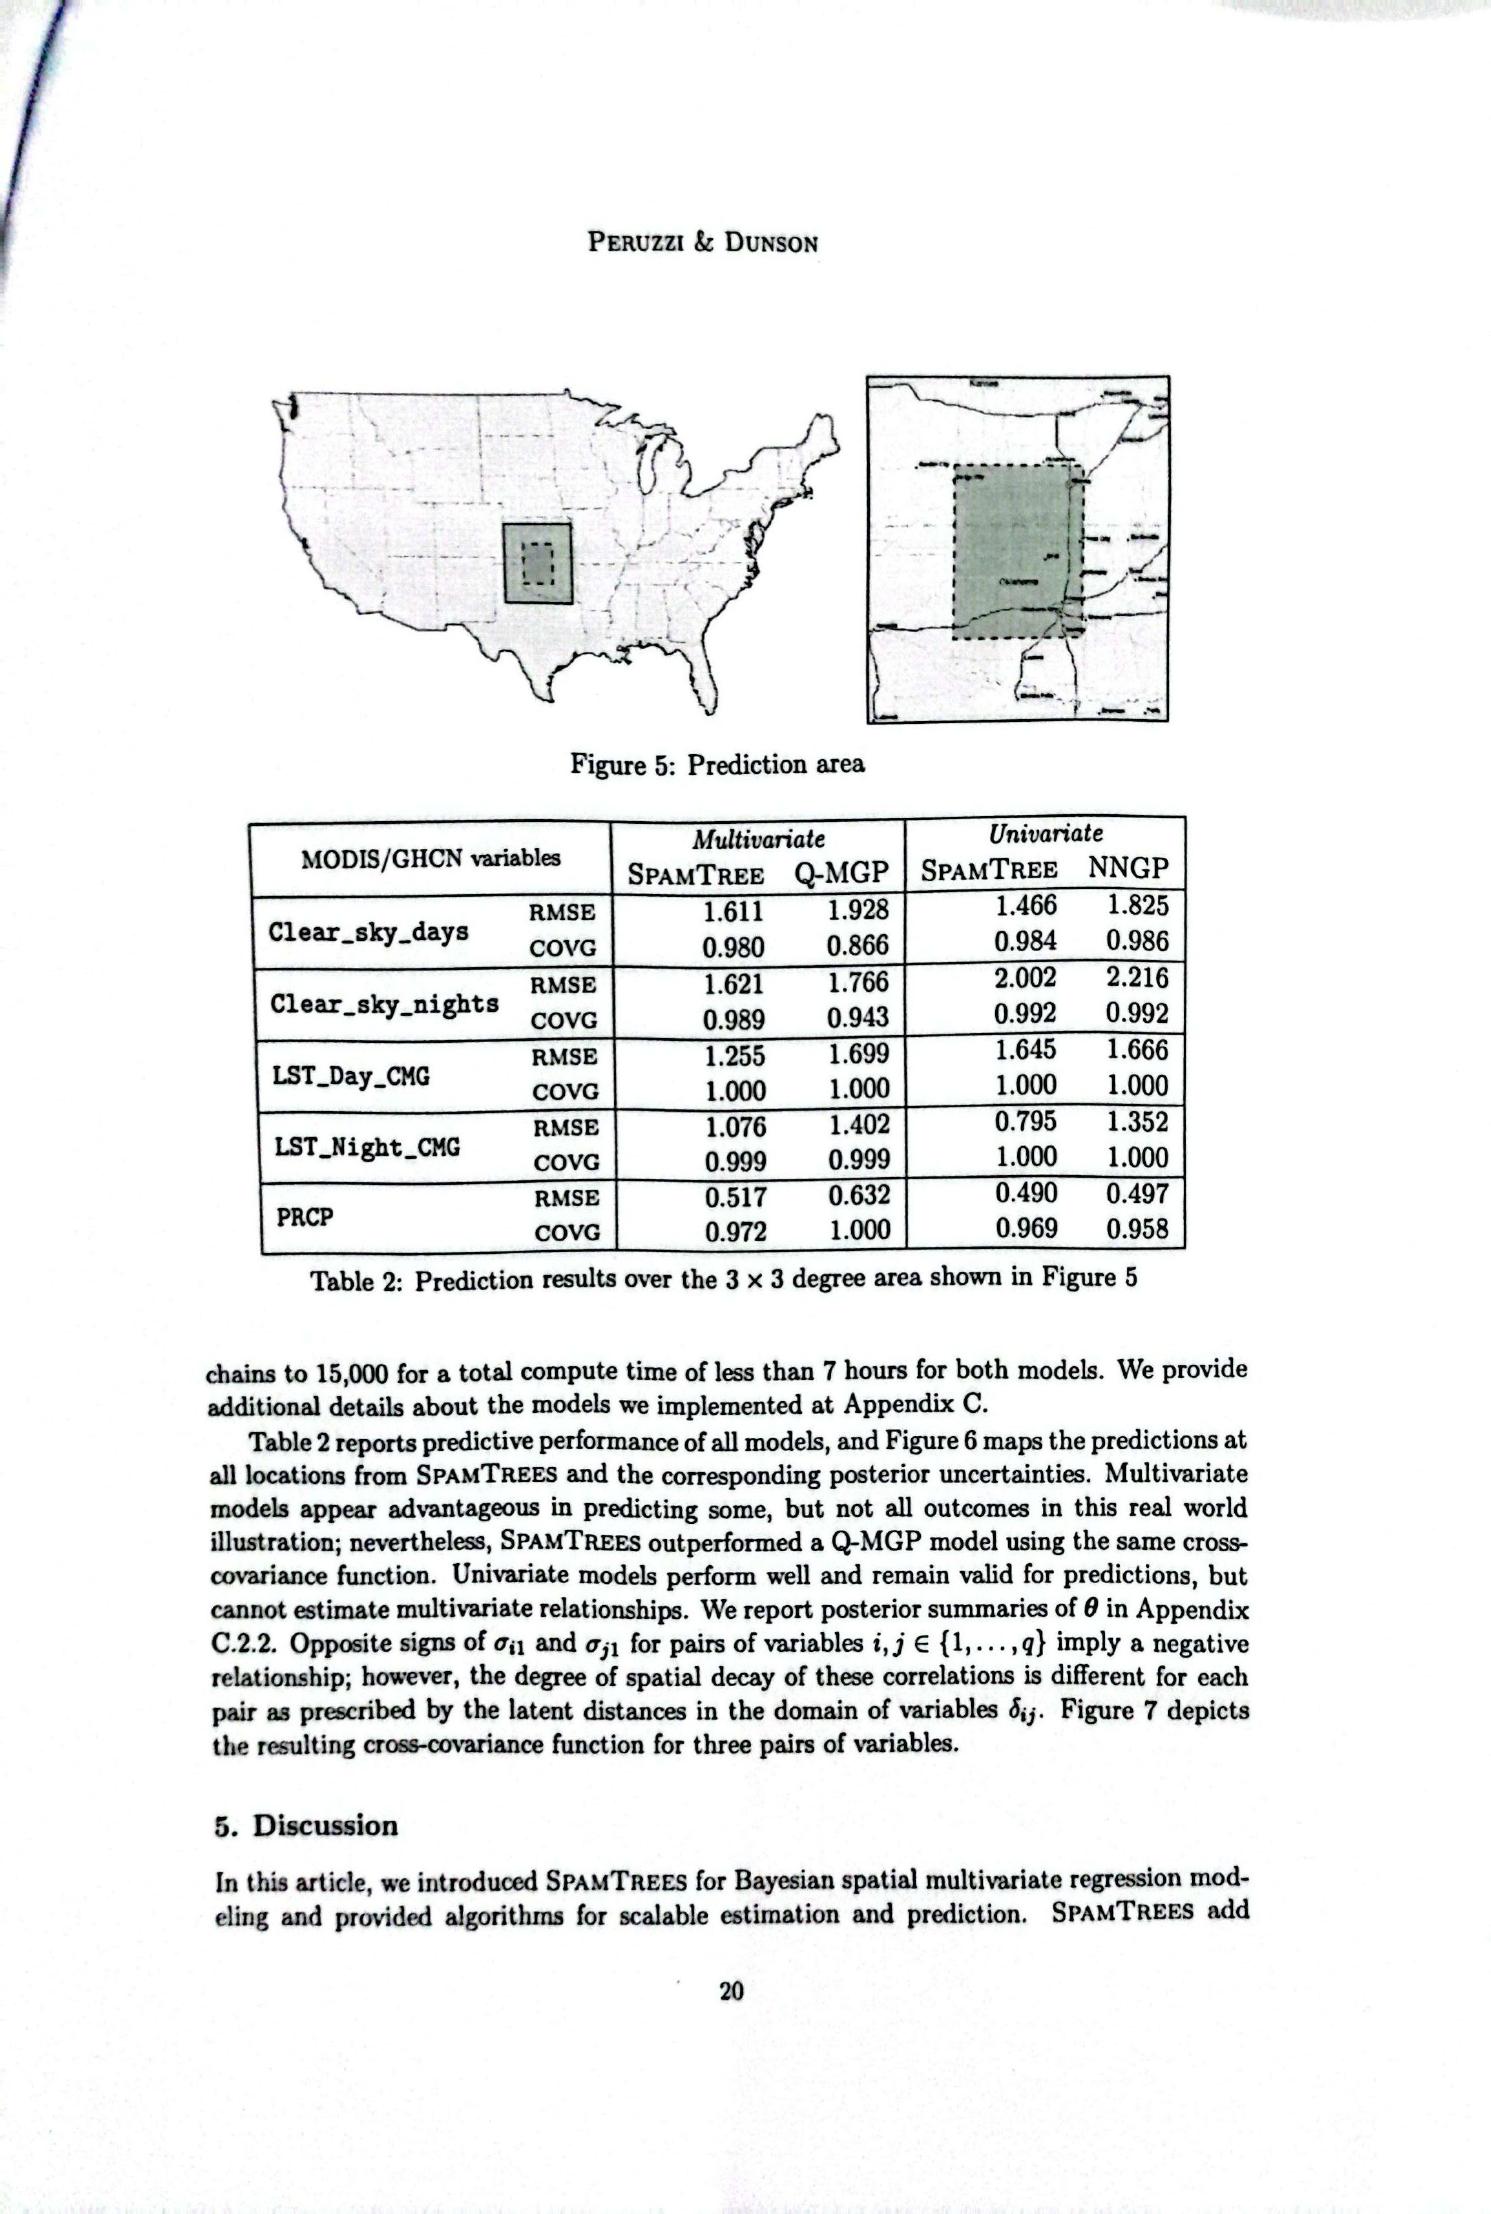 PERUZZI & DUNSON
Kansas
Oklahoma
Figure 5: Prediction area
MODIS/GHCN variables Multivariate Univariate
SPAMTREE Q-MGP SPAMTREE NNGP
Clear_sky_days RMSE 1.611 1.928 1.466 1.825
COVG 0.980 0.866 0.984 0.986
Clear_sky_nights RMSE 1.621 1.766 2.002 2.216
COVG 0.989 0.943 0.992 0.992
LST_Day_CMG RMSE 1.255 1.699 1.645 1.666
COVG 1.000 1.000 1.000 1.000
LST_Night_CMG RMSE 1.076 1.402 0.795 1.352
COVG 0.999 0.999 1.000 1.000
PRCP RMSE 0.517 0.632 0.490 0.497
COVG 0.972 1.000 0.969 0.958
Table 2: Prediction results over the 3 × 3 degree area shown in Figure 5
chains to 15,000 for a total compute time of less than 7 hours for both models. We provide
additional details about the models we implemented at Appendix C.
Table 2 reports predictive performance of all models, and Figure 6 maps the predictions at
all locations from SPAMTREES and the corresponding posterior uncertainties. Multivariate
models appear advantageous in predicting some, but not all outcomes in this real world
illustration; nevertheless, SPAMTREES outperformed a Q-MGP model using the same cross-
covariance function. Univariate models perform well and remain valid for predictions, but
cannot estimate multivariate relationships. We report posterior summaries of θ in Appendix
C.2.2. Opposite signs of σi1 and σj1 for pairs of variables i, j ∈ {1, . . . , q} imply a negative
relationship; however, the degree of spatial decay of these correlations is different for each
pair as prescribed by the latent distances in the domain of variables δij. Figure 7 depicts
the resulting cross-covariance function for three pairs of variables.
5. Discussion
In this article, we introduced SPAMTREES for Bayesian spatial multivariate regression mod-
eling and provided algorithms for scalable estimation and prediction. SPAMTREES add
20